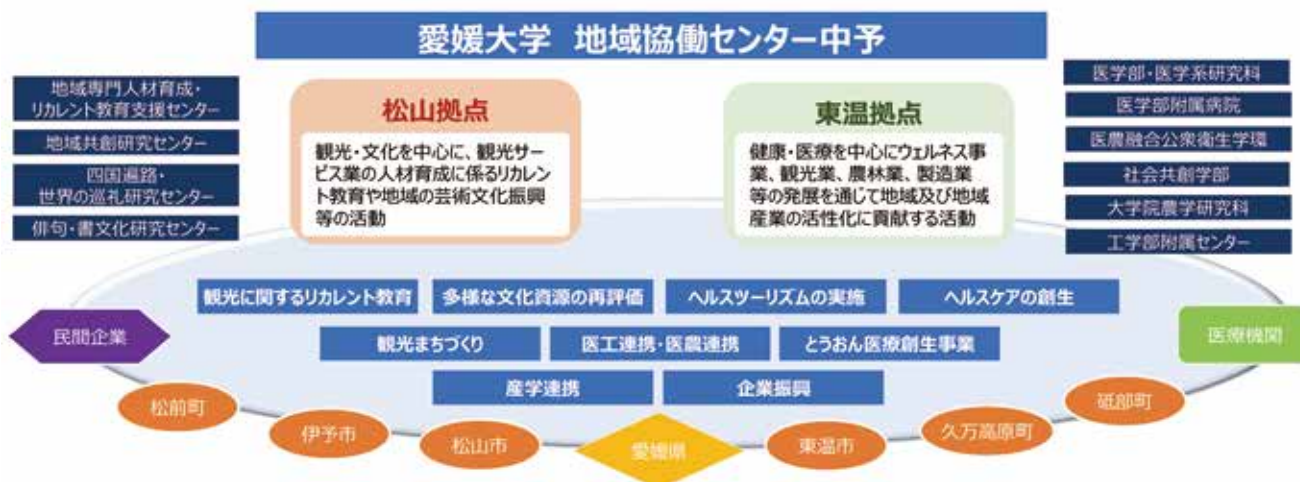 愛媛大学 地域協働センター中予
地域専門人材育成・
リカレント教育支援センター
地域共創研究センター
四国遍路・
世界の巡礼研究センター
俳句・書文化研究センター
松山拠点
観光・文化を中心に、観光サー
ビス業の人材育成に係るリカレ
ント教育や地域の芸術文化振興
等の活動
東温拠点
健康・医療を中心にウェルネス事
業、観光業、農林業、製造業
等の発展を通じて地域及び地域
産業の活性化に貢献する活動
医学部・医学系研究科
医学部附属病院
医農融合公衆衛生学環
社会共創学部
大学院農学研究科
工学部附属センター
観光に関するリカレント教育
多様な文化資源の再評価
ヘルスツーリズムの実施
ヘルスケアの創生
観光まちづくり
医工連携・医農連携
とうおん医療創生事業
産学連携
企業振興
民間企業
医療機関
松前町
伊予市
松山市
愛媛県
東温市
久万高原町
砥部町